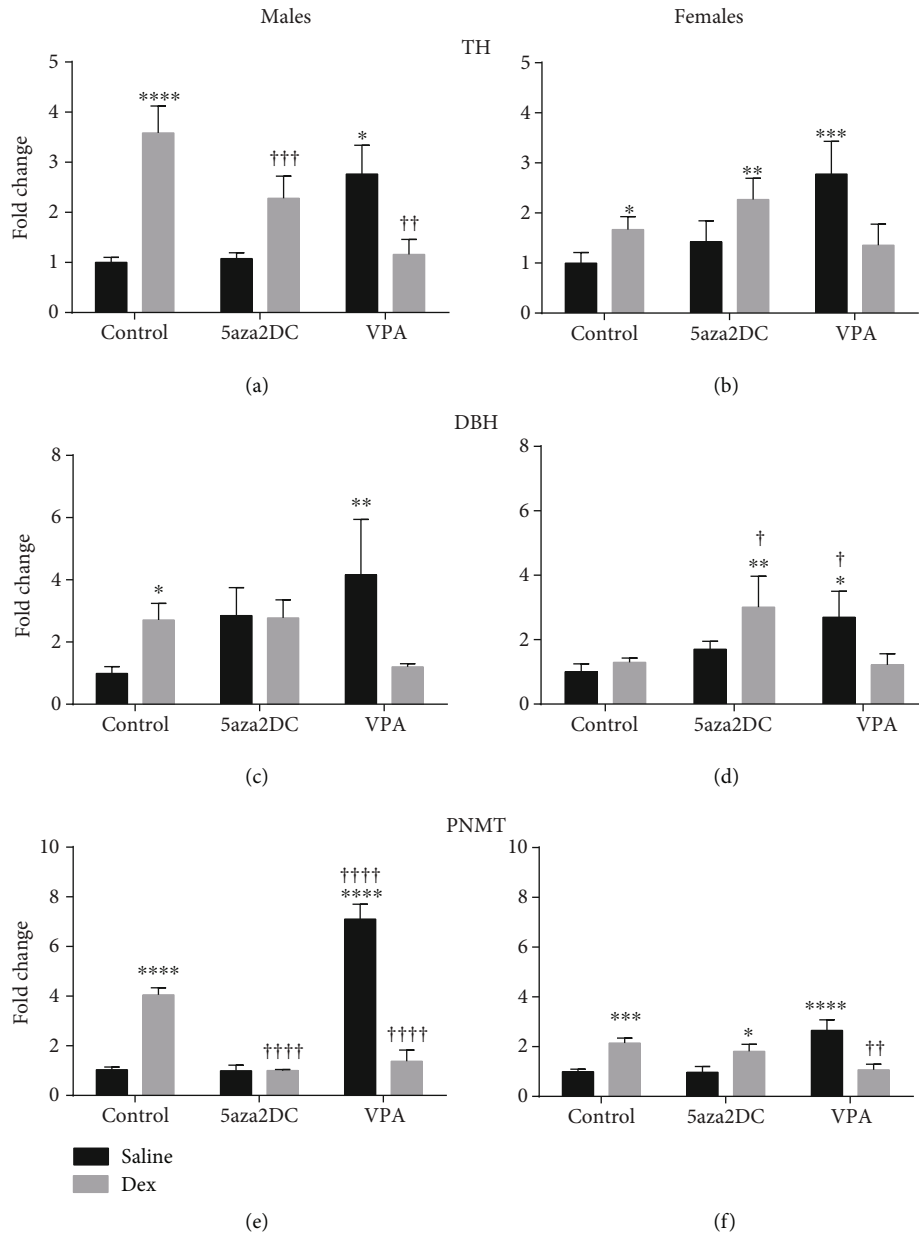 Males
Females
TH
5
4
3
2
1
0
Fold change
****
†††
*
††
Control
5aza2DC
VPA
(a)
5
4
3
2
1
0
*
**
***
Control
5aza2DC
VPA
(b)
DBH
8
6
4
2
0
Fold change
*
**
Control
5aza2DC
VPA
(c)
8
6
4
2
0
†
**
†
*
Control
5aza2DC
VPA
(d)
PNMT
10
8
6
4
2
0
Fold change
****
††††
††††
****
††††
Control
5aza2DC
VPA
Saline
Dex
(e)
10
8
6
4
2
0
***
*
****
††
Control
5aza2DC
VPA
(f)